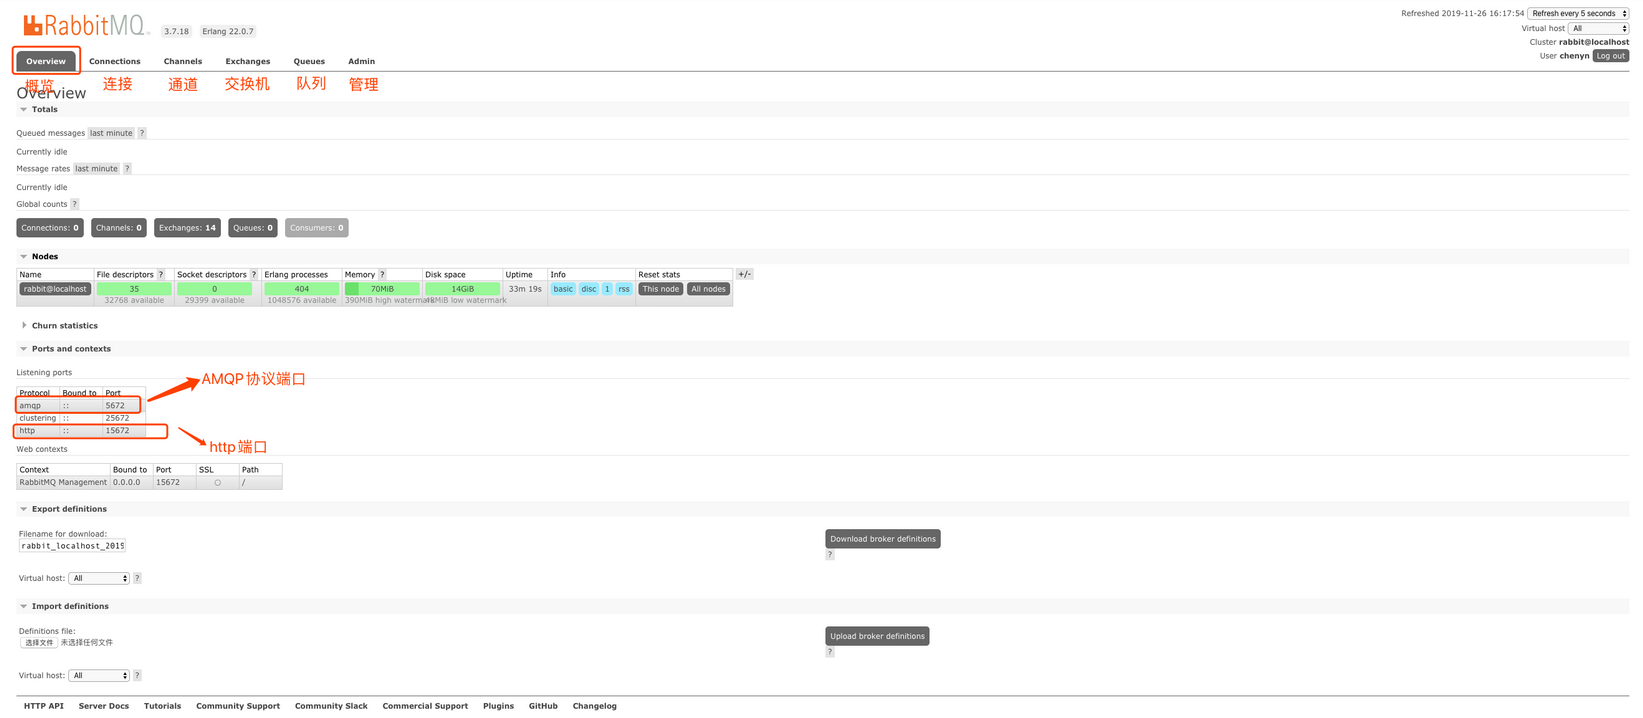 RabbitMQ 3.7.18 Erlang 22.0.7
Refreshed 2019-11-26 16:17:54 Refresh every 5 seconds
Virtual host All
Cluster rabbit@localhost
User chenyn Log out
Overview Connections Channels Exchanges Queues Admin
概览 连接 通道 交换机 队列 管理
Overview
Totals
Queued messages last minute ?
Currently idle
Message rates last minute ?
Currently idle
Global counts ?
Connections: 0 Channels: 0 Exchanges: 14 Queues: 0 Consumers: 0
Nodes
Name File descriptors ? Socket descriptors ? Erlang processes Memory ? Disk space Uptime Info Reset stats +/-
rabbit@localhost 35 0 404 70MiB 14GiB 33m 19s basic disc 1 rss This node All nodes
32768 available 29399 available 1048576 available 390MiB high watermark 48MiB low watermark
Churn statistics
Ports and contexts
Listening ports
AMQP协议端口
Protocol Bound to Port
amqp :: 5672
clustering :: 25672
http :: 15672
http端口
Web contexts
Context Bound to Port SSL Path
RabbitMQ Management 0.0.0.0 15672 ○ /
Export definitions
Filename for download:
rabbit_localhost_2019
Download broker definitions
?
Virtual host: All ?
Import definitions
Definitions file:
选择文件 未选择任何文件
Upload broker definitions
?
Virtual host: All ?
HTTP API Server Docs Tutorials Community Support Community Slack Commercial Support Plugins GitHub Changelog